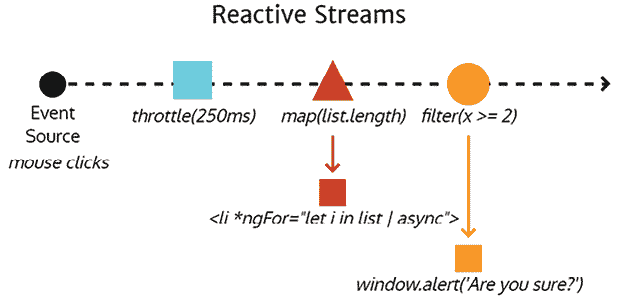 Reactive Streams
Event
Source
mouse clicks
throttle(250ms)
map(list.length)
filter(x >= 2)
<li *ngFor="let i in list | async">
window.alert('Are you sure?')